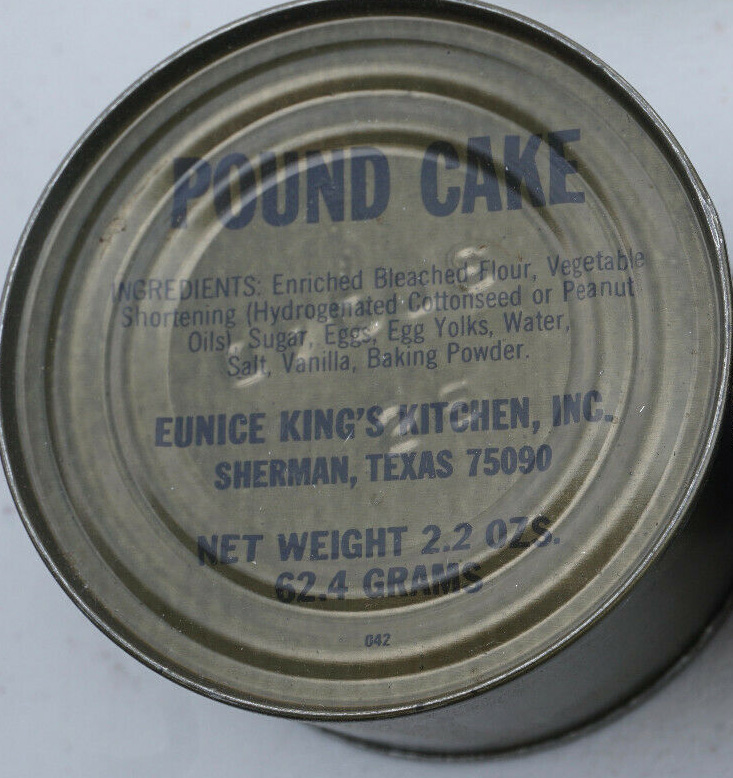 POUND CAKE
INGREDIENTS: Enriched Bleached Flour, Vegetable
Shortening (Hydrogenated Cottonseed or Peanut
Oils), Sugar, Eggs, Egg Yolks, Water,
Salt, Vanilla, Baking Powder.
EUNICE KING'S KITCHEN, INC.
SHERMAN, TEXAS 75090
NET WEIGHT 2.2 OZS.
62.4 GRAMS
042